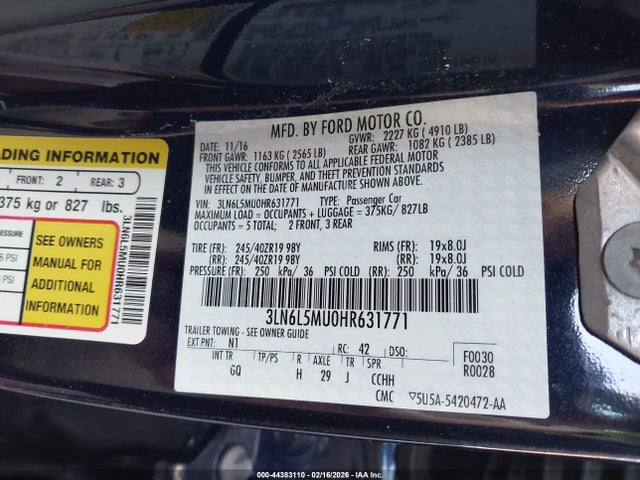 MFD. BY FORD MOTOR CO.
DATE: 11/16 GVWR: 2227 KG ( 4910 LB)
FRONT GAWR: 1163 KG ( 2565 LB) REAR GAWR: 1082 KG ( 2385 LB)
THIS VEHICLE CONFORMS TO ALL APPLICABLE FEDERAL MOTOR
VEHICLE SAFETY, BUMPER, AND THEFT PREVENTION STANDARDS
IN EFFECT ON THE DATE OF MANUFACTURE SHOWN ABOVE.
VIN: 3LN6L5MU0HR631771 TYPE: Passenger Car
MAXIMUM LOAD = OCCUPANTS + LUGGAGE = 375KG/ 827LB
OCCUPANTS = 5 TOTAL: 2 FRONT, 3 REAR
TIRE (FR): 245/40ZR19 98Y RIMS (FR): 19x8.0J
(RR): 245/40ZR19 98Y (RR): 19x8.0J
PRESSURE (FR): 250 kPa/ 36 PSI COLD (RR): 250 kPa/ 36 PSI COLD
3LN6L5MU0HR631771
TRAILER TOWING - SEE OWNER GUIDE
EXT PNT: N1 RC: 42 DSO: F0030
INT TR TP/PS R AXLE TR SPR R002B
GQ H 29 J CCHH
CMC ▽5U5A-5420472-AA
ADING INFORMATION
FRONT: 2 REAR: 3
375 kg or 827 lbs.
SEE OWNERS
MANUAL FOR
ADDITIONAL
INFORMATION
3LN6L5MU0HR631771
000-44383110 - 02/16/2026 - IAA Inc.